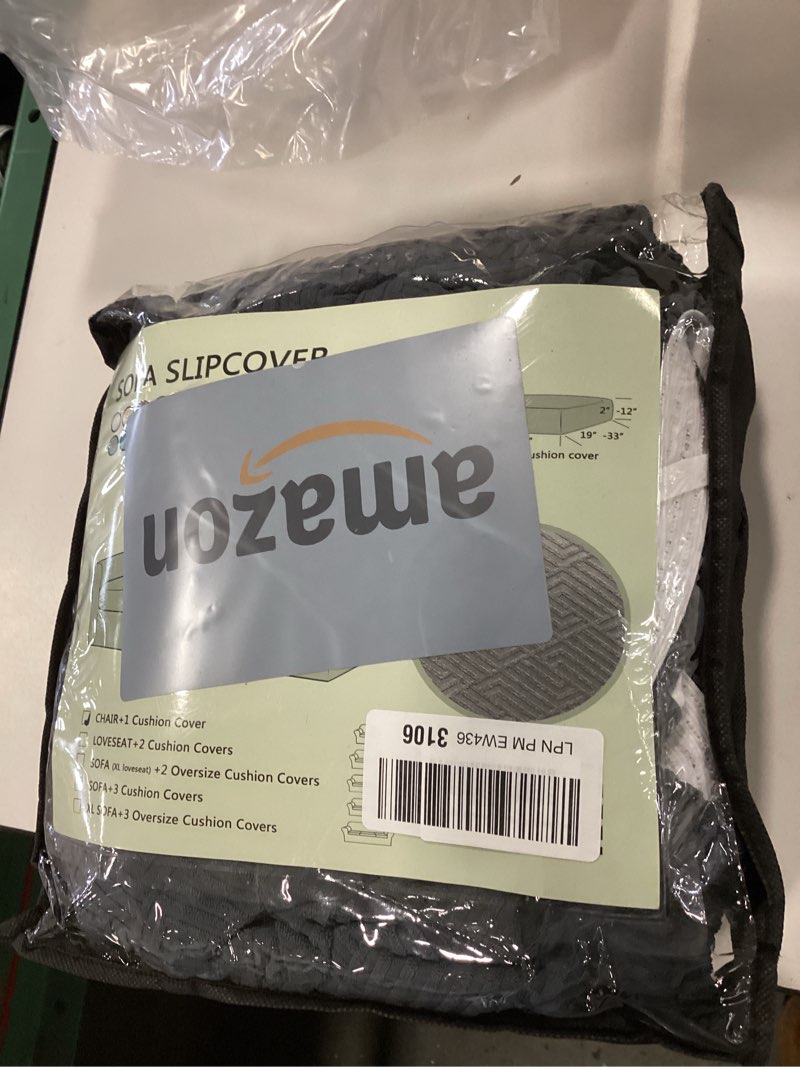 SOFA SLIPCOVER
2" -12"
19" -33"
ushion cover
amazon
CHAIR+1 Cushion Cover
LOVESEAT+2 Cushion Covers
SOFA (XL loveseat) +2 Oversize Cushion Covers
SOFA+3 Cushion Covers
XL SOFA+3 Oversize Cushion Covers
LPN PM EW436 3106